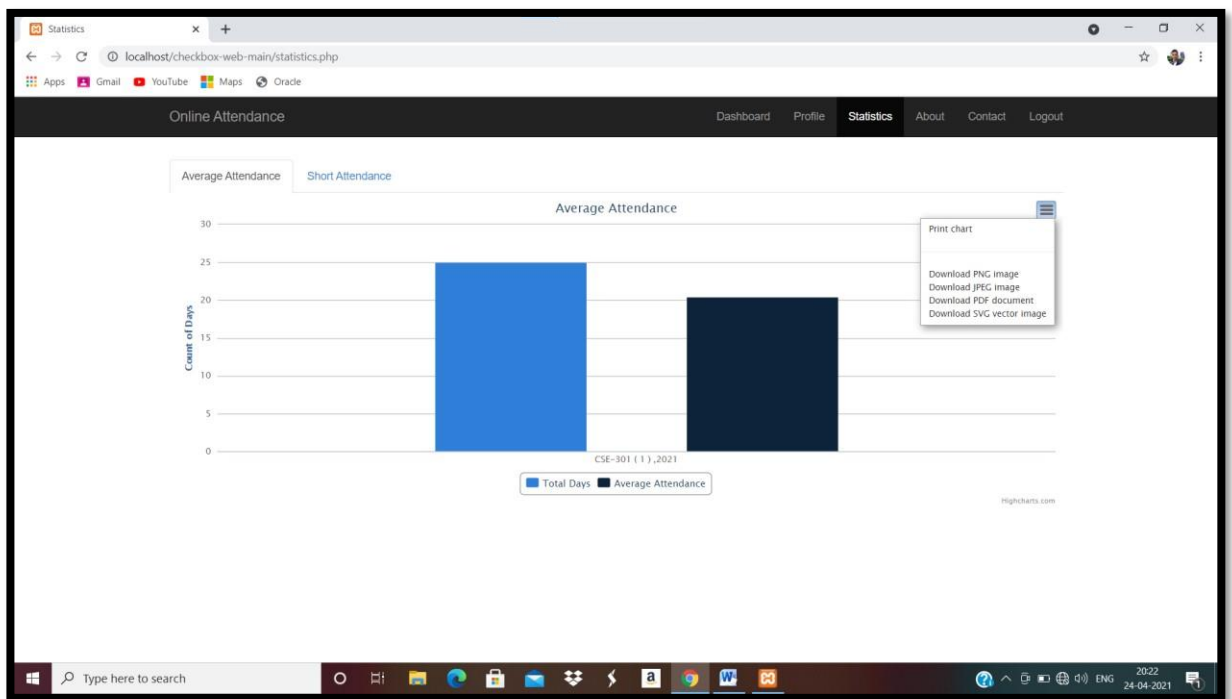 Statistics
localhost/checkbox-web-main/statistics.php
Apps Gmail YouTube Maps Oracle
Online Attendance Dashboard Profile Statistics About Contact Logout
Average Attendance Short Attendance
Average Attendance
Print chart
Download PNG image
Download JPEG image
Download PDF document
Download SVG vector image
30
25
20
15
10
5
0
Count of Days
CSE-301 ( 1 ) ,2021
Total Days Average Attendance
Highcharts.com
Type here to search
ENG
20:22
24-04-2021